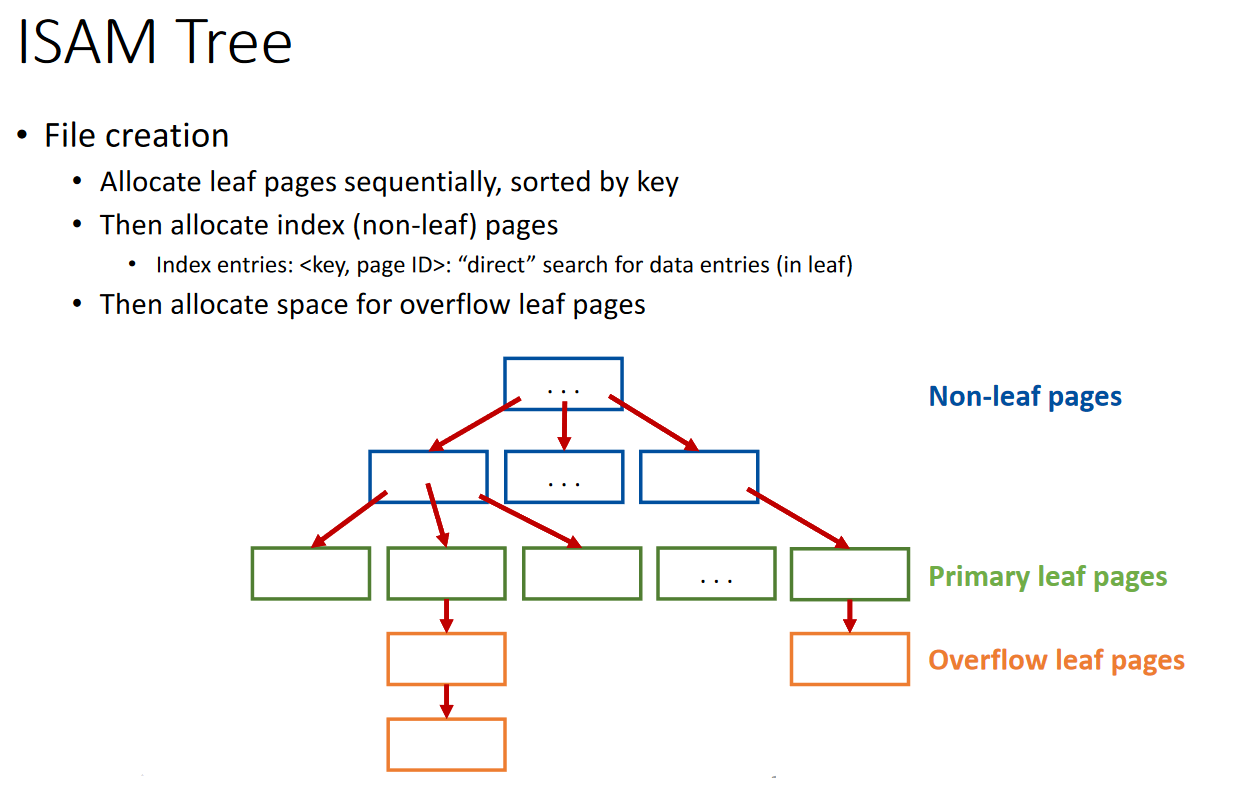 ISAM Tree
• File creation
• Allocate leaf pages sequentially, sorted by key
• Then allocate index (non-leaf) pages
• Index entries: <key, page ID>: “direct” search for data entries (in leaf)
• Then allocate space for overflow leaf pages
. . .
Non-leaf pages
. . .
. . .
Primary leaf pages
Overflow leaf pages